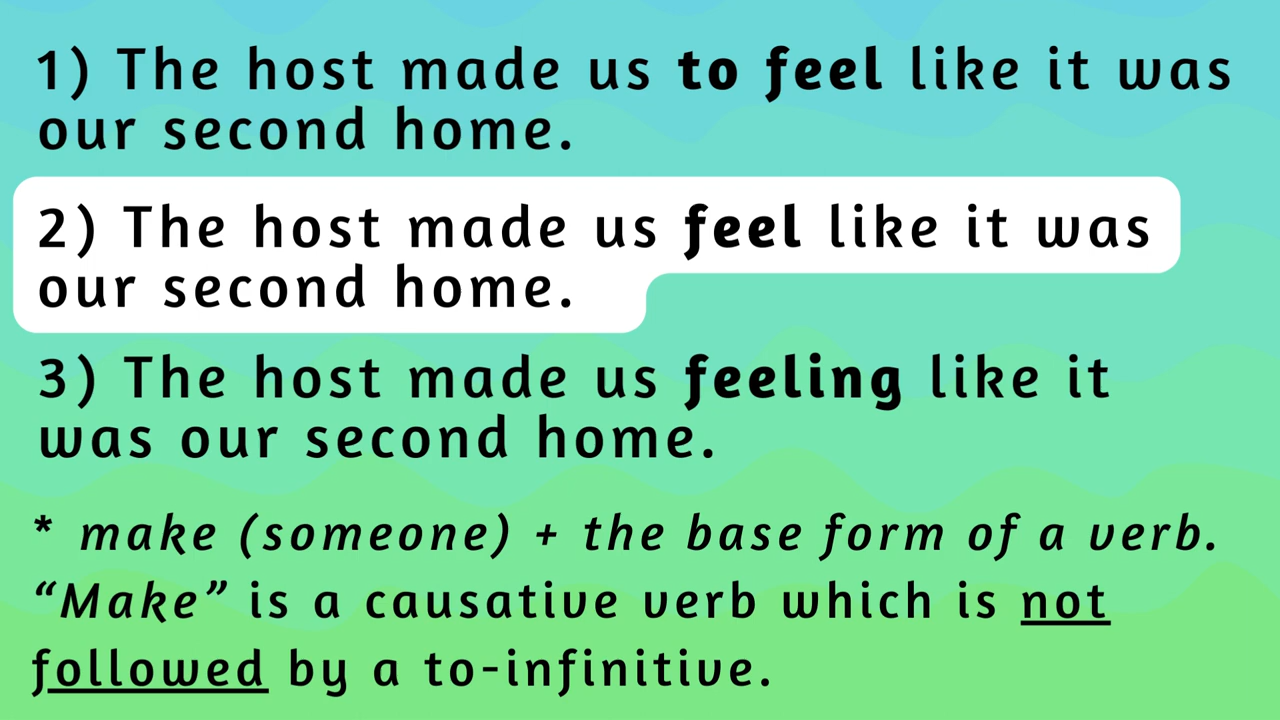 1) The host made us to feel like it was
our second home.
2) The host made us feel like it was
our second home.
3) The host made us feeling like it
was our second home.
* make (someone) + the base form of a verb.
“Make” is a causative verb which is not
followed by a to-infinitive.